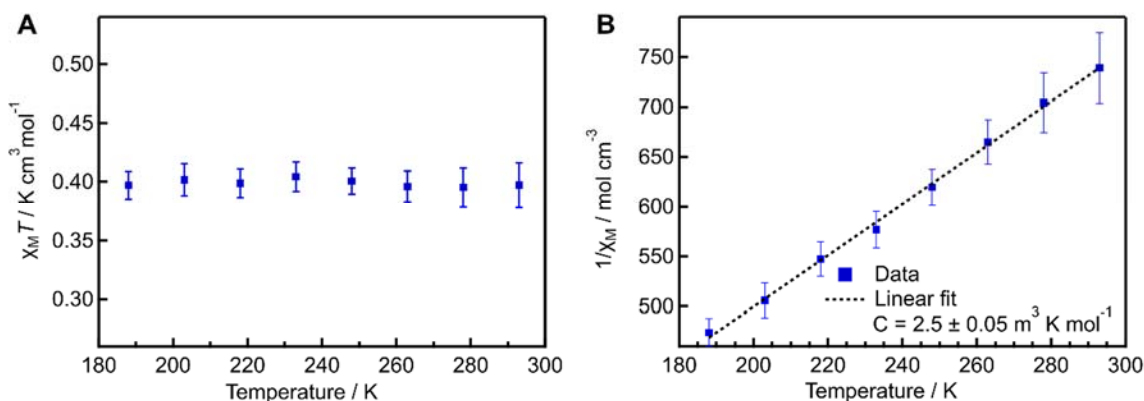 A
χ_M T / K cm³ mol⁻¹
0.50
0.45
0.40
0.35
0.30
180
200
220
240
260
280
300
Temperature / K
B
1/χ_M / mol cm⁻³
750
700
650
600
550
500
Data
Linear fit
C = 2.5 ± 0.05 m³ K mol⁻¹
180
200
220
240
260
280
300
Temperature / K